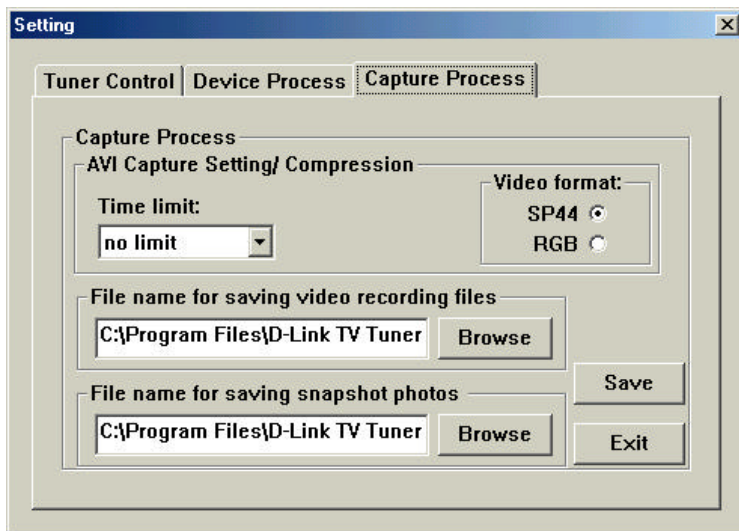 Setting
Tuner Control Device Process Capture Process
Capture Process
AVI Capture Setting/ Compression
Time limit:
no limit
Video format:
SP44
RGB
File name for saving video recording files
C:\Program Files\D-Link TV Tuner
Browse
File name for saving snapshot photos
C:\Program Files\D-Link TV Tuner
Browse
Save
Exit